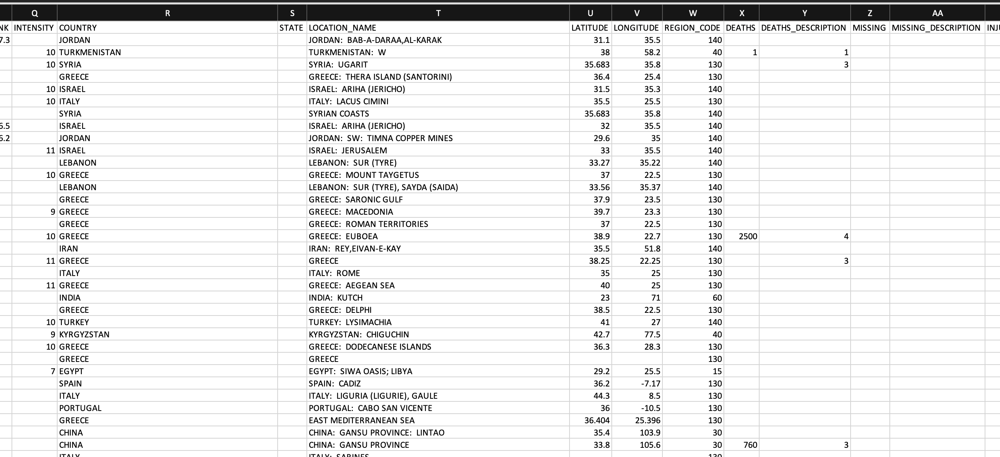 Q R S T U V W X Y Z AA
NK INTENSITY COUNTRY STATE LOCATION_NAME LATITUDE LONGITUDE REGION_CODE DEATHS DEATHS_DESCRIPTION MISSING MISSING_DESCRIPTION INJU
7.3 JORDAN JORDAN: BAB-A-DARAA,AL-KARAK 31.1 35.5 140
10 TURKMENISTAN TURKMENISTAN: W 38 58.2 40 1 1
10 SYRIA SYRIA: UGARIT 35.683 35.8 130 3
GREECE GREECE: THERA ISLAND (SANTORINI) 36.4 25.4 130
10 ISRAEL ISRAEL: ARIHA (JERICHO) 31.5 35.3 140
10 ITALY ITALY: LACUS CIMINI 35.5 25.5 130
SYRIA SYRIAN COASTS 35.683 35.8 140
6.5 ISRAEL ISRAEL: ARIHA (JERICHO) 32 35.5 140
6.2 JORDAN JORDAN: SW: TIMNA COPPER MINES 29.6 35 140
11 ISRAEL ISRAEL: JERUSALEM 33 35.5 140
LEBANON LEBANON: SUR (TYRE) 33.27 35.22 140
10 GREECE GREECE: MOUNT TAYGETUS 37 22.5 130
LEBANON LEBANON: SUR (TYRE), SAYDA (SAIDA) 33.56 35.37 140
GREECE GREECE: SARONIC GULF 37.9 23.5 130
9 GREECE GREECE: MACEDONIA 39.7 23.3 130
GREECE GREECE: ROMAN TERRITORIES 37 22.5 130
10 GREECE GREECE: EUBOEA 38.9 22.7 130 2500 4
IRAN IRAN: REY,EIVAN-E-KAY 35.5 51.8 140
11 GREECE GREECE 38.25 22.25 130 3
ITALY ITALY: ROME 35 25 130
11 GREECE GREECE: AEGEAN SEA 40 25 130
INDIA INDIA: KUTCH 23 71 60
GREECE GREECE: DELPHI 38.5 22.5 130
10 TURKEY TURKEY: LYSIMACHIA 41 27 140
9 KYRGYZSTAN KYRGYZSTAN: CHIGUCHIN 42.7 77.5 40
10 GREECE GREECE: DODECANESE ISLANDS 36.3 28.3 130
GREECE GREECE 130
7 EGYPT EGYPT: SIWA OASIS; LIBYA 29.2 25.5 15
SPAIN SPAIN: CADIZ 36.2 -7.17 130
ITALY ITALY: LIGURIA (LIGURIE), GAULE 44.3 8.5 130
PORTUGAL PORTUGAL: CABO SAN VICENTE 36 -10.5 130
GREECE EAST MEDITERRANEAN SEA 36.404 25.396 130
CHINA CHINA: GANSU PROVINCE: LINTAO 35.4 103.9 30
CHINA CHINA: GANSU PROVINCE 33.8 105.6 30 760 3
ITALY ITALY: SABINES 130